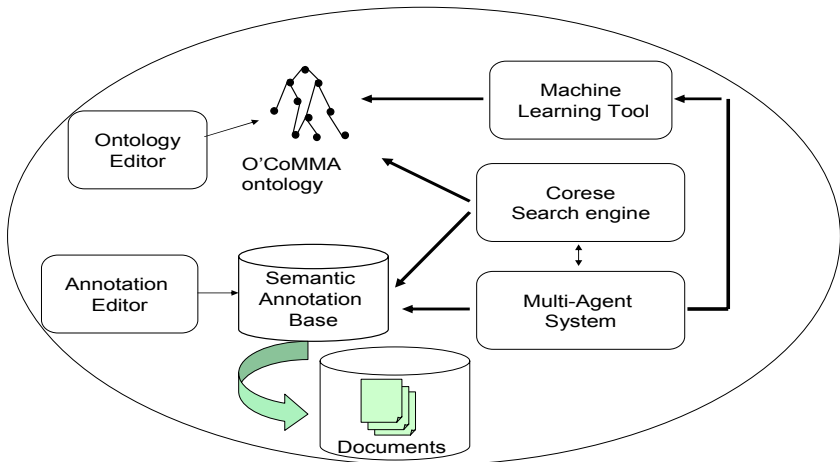 Machine
Learning Tool
Ontology
Editor
O'CoMMA
ontology
Corese
Search engine
Annotation
Editor
Semantic
Annotation
Base
Multi-Agent
System
Documents